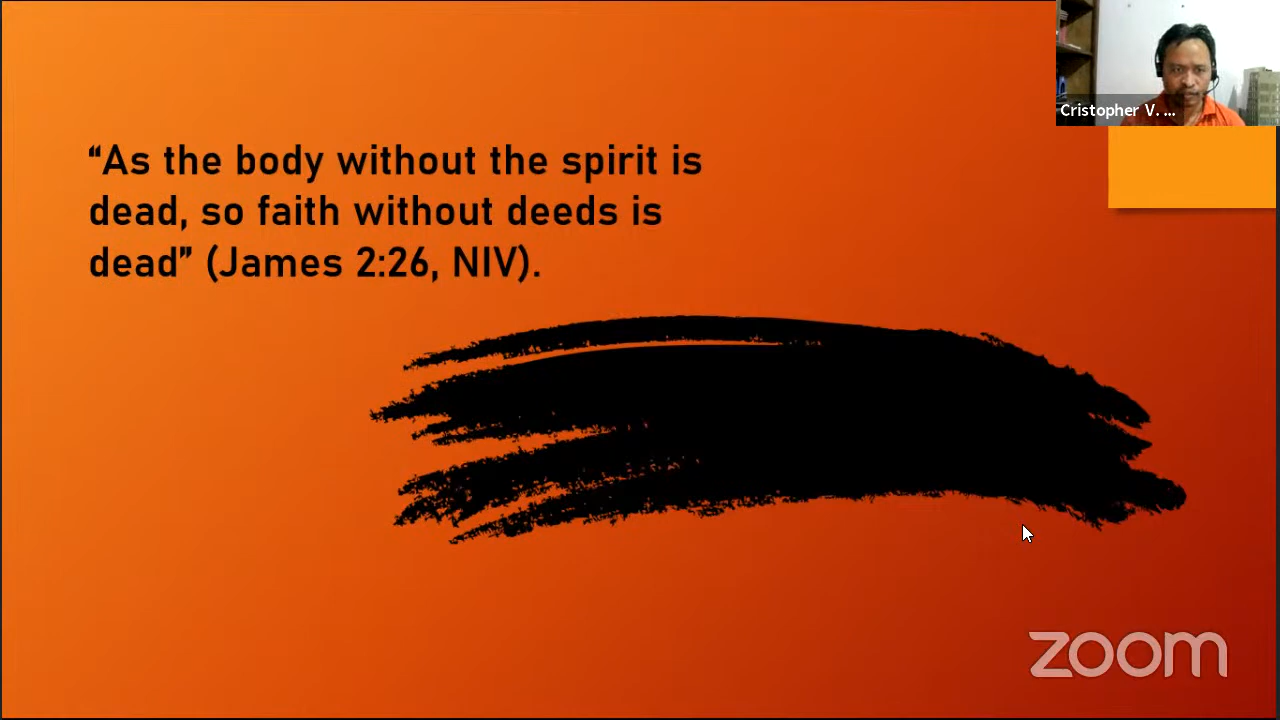 Cristopher V. ...
“As the body without the spirit is
dead, so faith without deeds is
dead” (James 2:26, NIV).
zoom